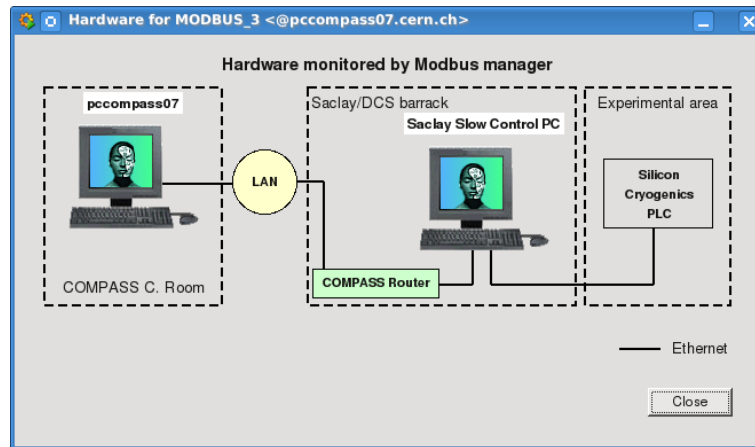 Hardware for MODBUS_3 <@pccompass07.cern.ch>
Hardware monitored by Modbus manager
pccompass07
COMPASS C. Room
LAN
Saclay/DCS barrack
Saclay Slow Control PC
COMPASS Router
Experimental area
Silicon
Cryogenics
PLC
Ethernet
Close